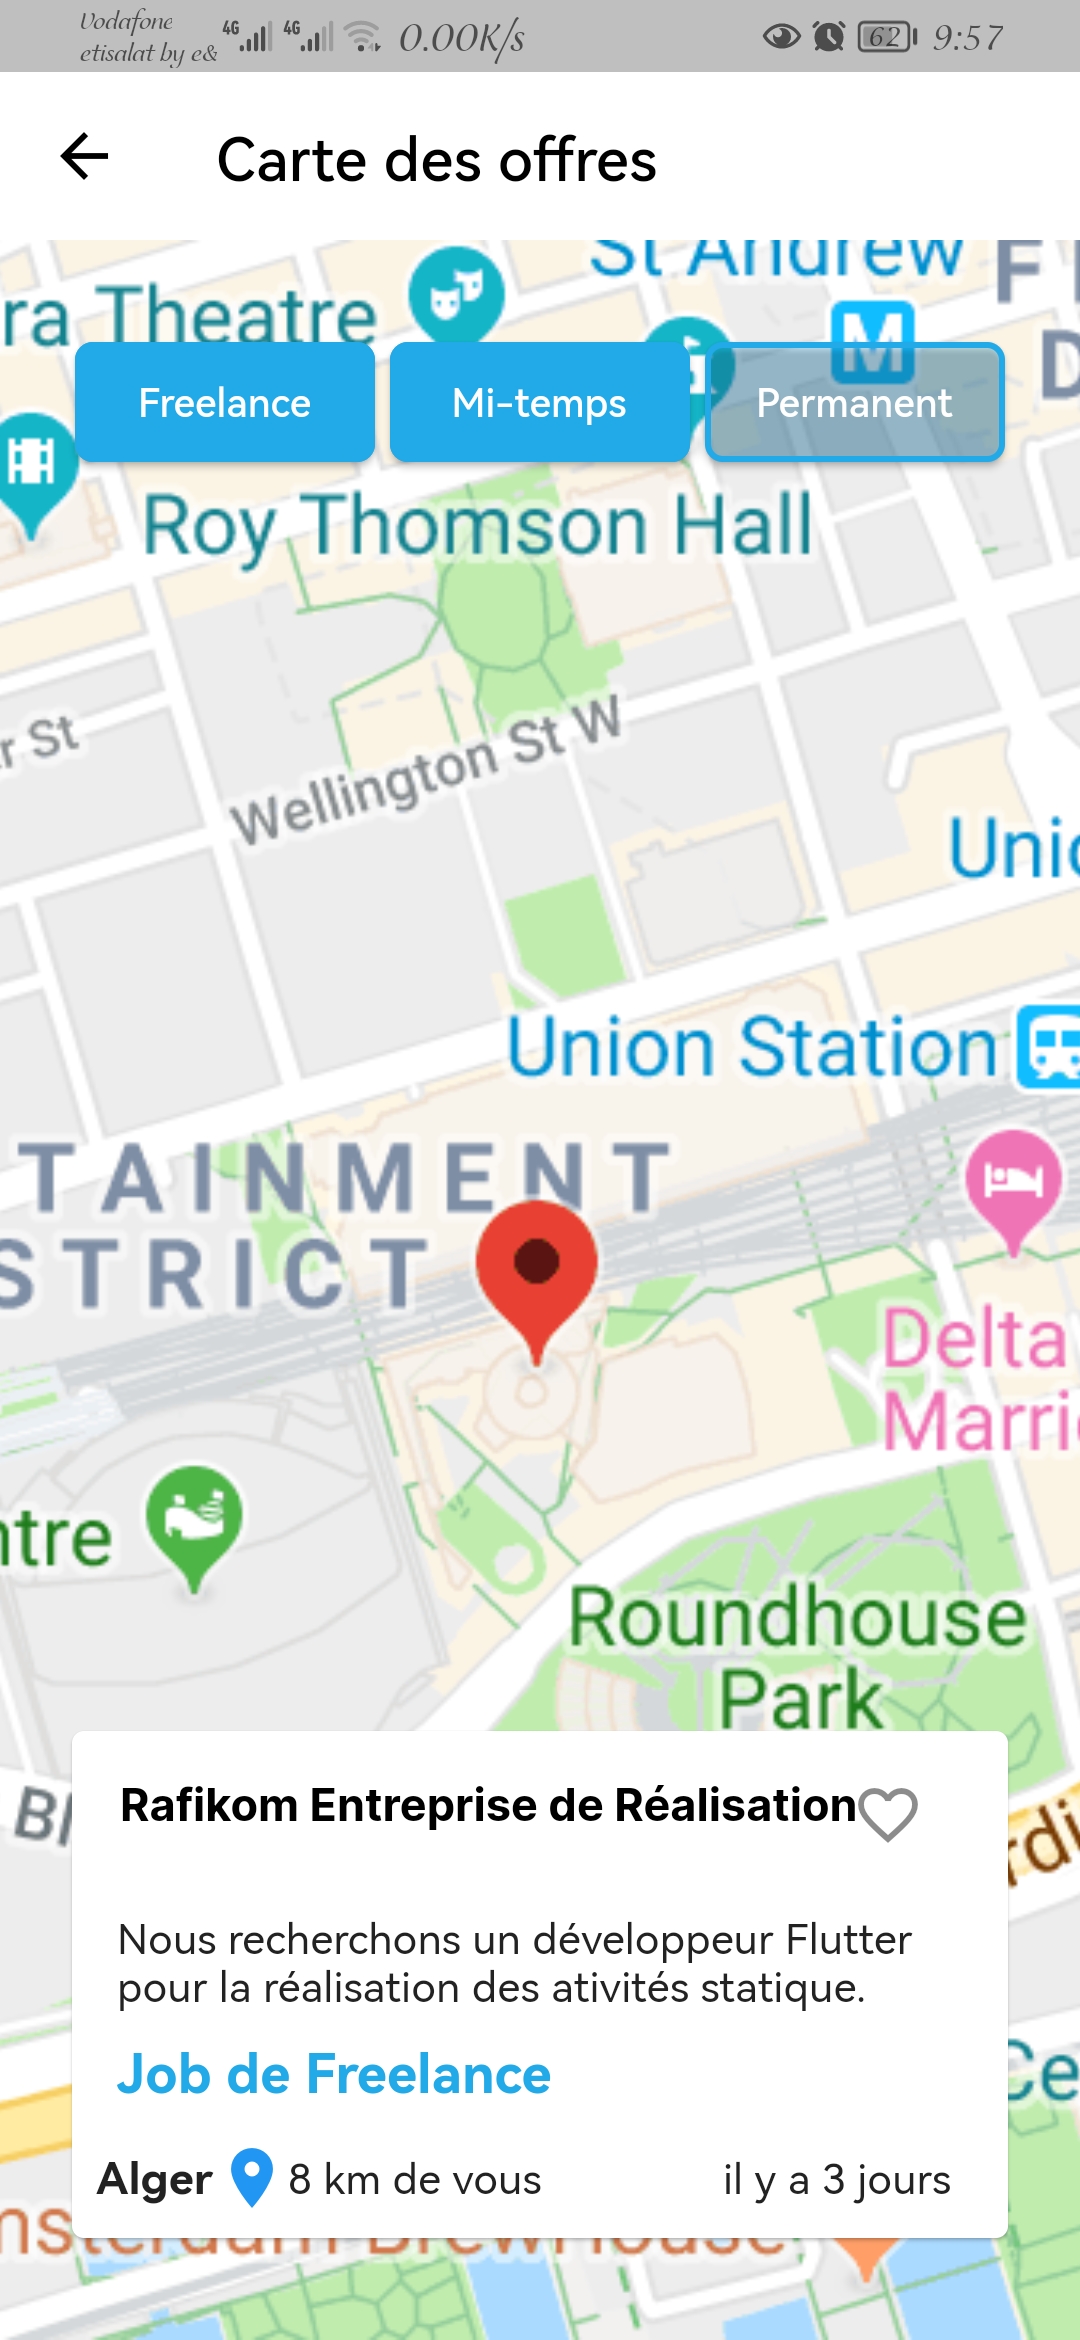 Vodafone
etisalat by e&
4G 4G 0.00K/s 62 9:57
Carte des offres
St Andrew
ra Theatre
M
Freelance Mi-temps Permanent
Roy Thomson Hall
r St
Wellington St W
Unio
Union Station
TAINMENT
STRICT
Delta
Marri
ntre
Roundhouse
Park
Bl
Rafikom Entreprise de Réalisation
rdi
Nous recherchons un développeur Flutter
pour la réalisation des ativités statique.
Job de Freelance
Ce
Alger 8 km de vous il y a 3 jours
msterdam Brewhouse